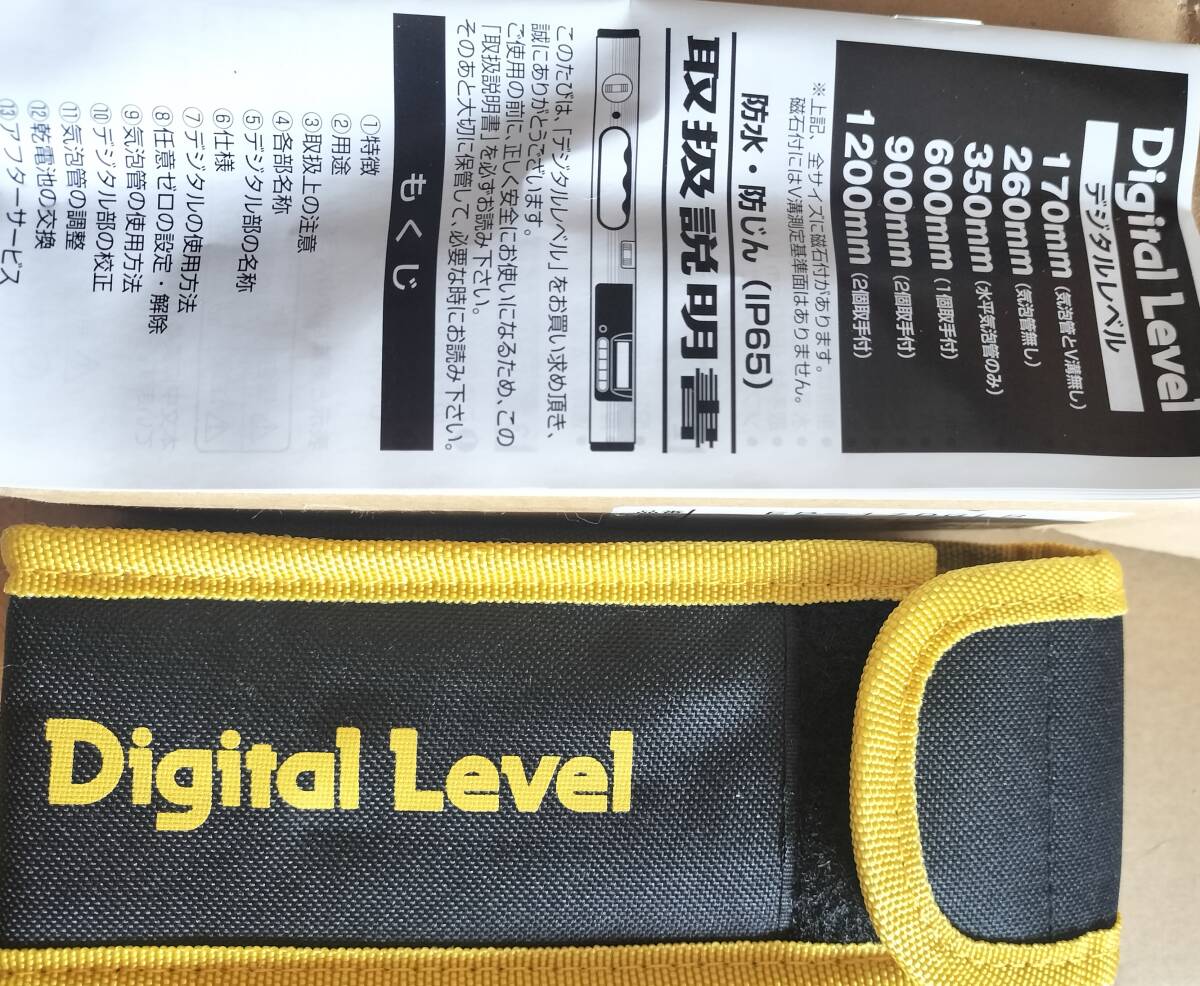 Digital Level
デジタルレベル
170mm (気泡管とV溝無し)
260mm (気泡管無し)
350mm (水平気泡管のみ)
600mm (1個取手付)
900mm (2個取手付)
1200mm (2個取手付)
※上記、全サイズに磁石付があります。
磁石付にはV溝測定基準面はありません。
防水・防じん (IP65)
取扱説明書
このたびは、「デジタルレベル」をお買い求め頂き、
誠にありがとうございます。
ご使用の前に正しく安全にお使いになるため、この
「取扱説明書」を必ずお読み下さい。
そのあと大切に保管して、必要な時にお読み下さい。
もくじ
①特徴
②用途
③取扱上の注意
④各部名称
⑤デジタル部の名称
⑥仕様
⑦デジタルの使用方法
⑧任意ゼロの設定・解除
⑨気泡管の使用方法
⑩デジタル部の校正
⑪気泡管の調整
⑫乾電池の交換
⑬アフターサービス
Digital Level